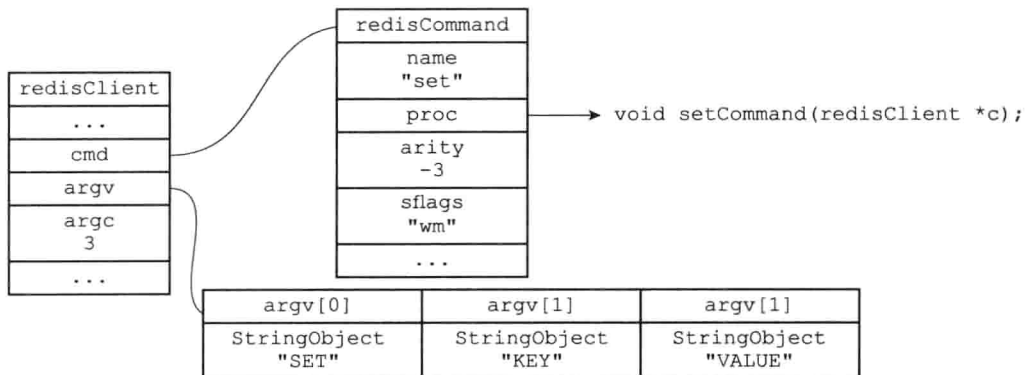 redisClient
...
cmd
argv
argc
3
...
redisCommand
name
"set"
proc
arity
-3
sflags
"wm"
...
void setCommand(redisClient *c);
argv[0] argv[1] argv[1]
StringObject StringObject StringObject
"SET" "KEY" "VALUE"